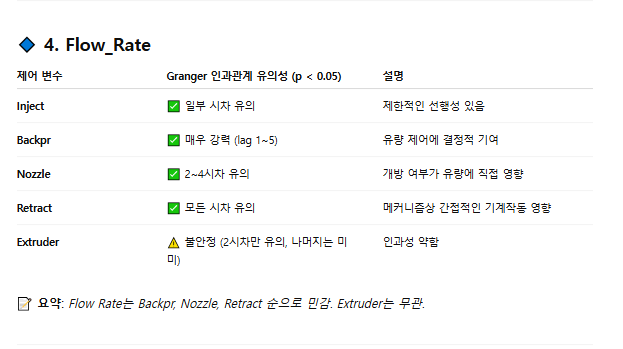 🔷 4. Flow_Rate
제어 변수 Granger 인과관계 유의성 (p < 0.05) 설명
Inject ✅ 일부 시차 유의 제한적인 선행성 있음
Backpr ✅ 매우 강력 (lag 1~5) 유량 제어에 결정적 기여
Nozzle ✅ 2~4시차 유의 개방 여부가 유량에 직접 영향
Retract ✅ 모든 시차 유의 메커니즘상 간접적인 기계작동 영향
Extruder ⚠️ 불안정 (2시차만 유의, 나머지는 미 인과성 약함
미)
📝 요약: Flow Rate는 Backpr, Nozzle, Retract 순으로 민감. Extruder는 무관.